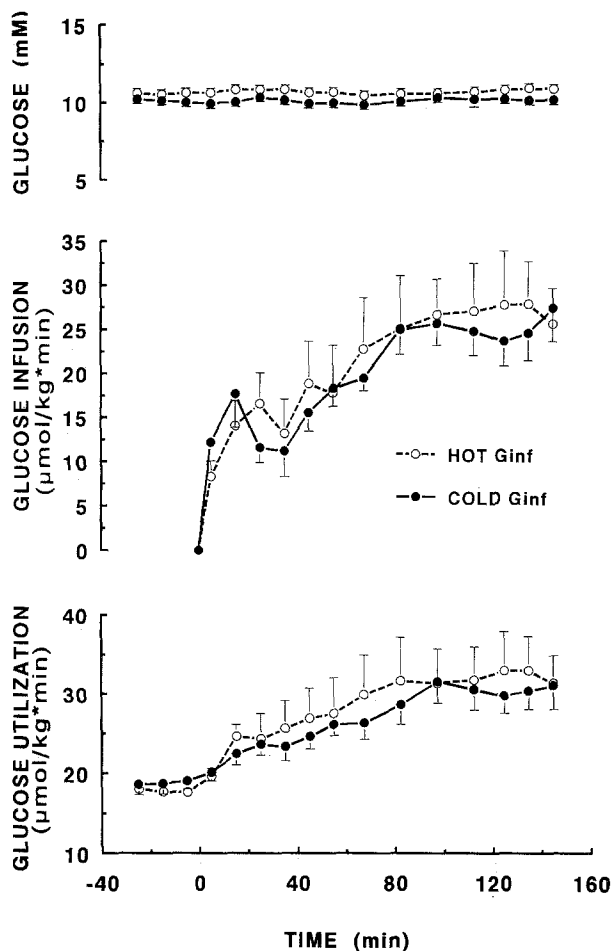 GLUCOSE (mM)
15
10
5
GLUCOSE INFUSION
(µmol/kg*min)
35
30
25
20
15
10
5
0
HOT Ginf
COLD Ginf
GLUCOSE UTILIZATION
(µmol/kg*min)
40
30
20
10
-40 0 40 80 120 160
TIME (min)